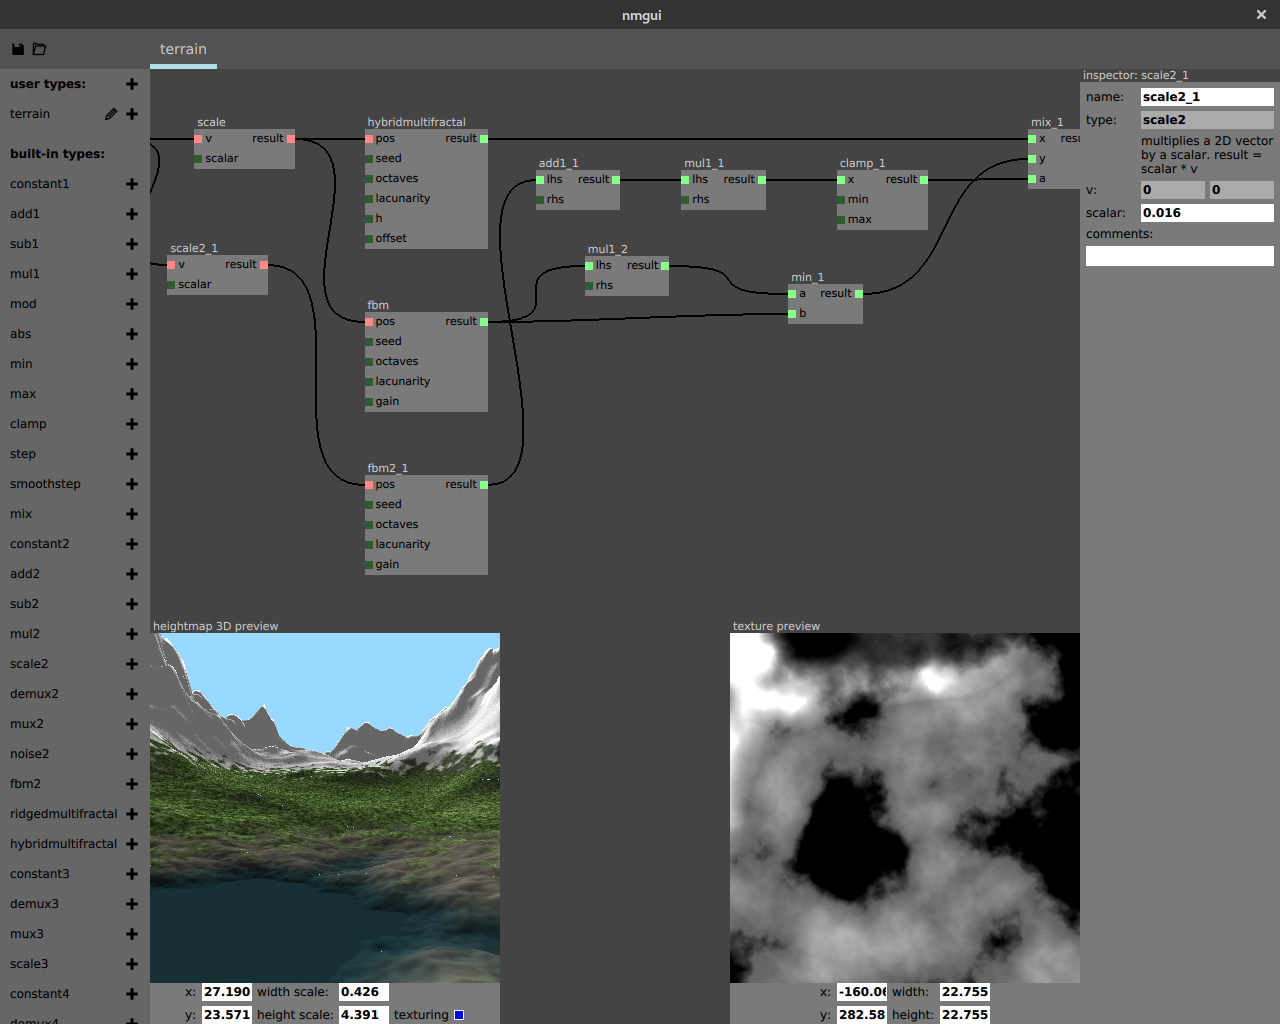 nmgui
terrain
user types:
terrain
built-in types:
constant1
add1
sub1
mul1
mod
abs
min
max
clamp
step
smoothstep
mix
constant2
add2
sub2
mul2
scale2
demux2
mux2
noise2
fbm2
ridgedmultifractal
hybridmultifractal
constant3
demux3
mux3
scale3
constant4
demux4
scale
v result
scalar
scale2_1
v result
scalar
hybridmultifractal
pos result
seed
octaves
lacunarity
h
offset
fbm
pos result
seed
octaves
lacunarity
gain
fbm2_1
pos result
seed
octaves
lacunarity
gain
add1_1
lhs result
rhs
mul1_1
lhs result
rhs
mul1_2
lhs result
rhs
clamp_1
x result
min
max
min_1
a result
b
mix_1
x resu
y
a
inspector: scale2_1
name: scale2_1
type: scale2
multiplies a 2D vector
by a scalar. result =
scalar * v
v: 0 0
scalar: 0.016
comments:
heightmap 3D preview
x: 27.190 width scale: 0.426
y: 23.571 height scale: 4.391 texturing
texture preview
x: -160.06 width: 22.755
y: 282.58 height: 22.755